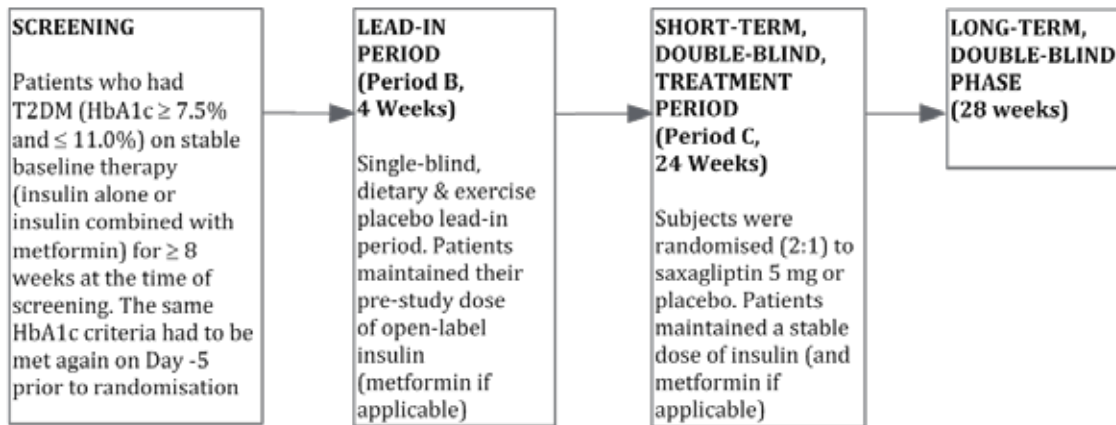 SCREENING
Patients who had
T2DM (HbA1c ≥ 7.5%
and ≤ 11.0%) on stable
baseline therapy
(insulin alone or
insulin combined with
metformin) for ≥ 8
weeks at the time of
screening. The same
HbA1c criteria had to be
met again on Day -5
prior to randomisation
LEAD-IN
PERIOD
(Period B,
4 Weeks)
Single-blind,
dietary & exercise
placebo lead-in
period. Patients
maintained their
pre-study dose
of open-label
insulin
(metformin if
applicable)
SHORT-TERM,
DOUBLE-BLIND,
TREATMENT
PERIOD
(Period C,
24 Weeks)
Subjects were
randomised (2:1) to
saxagliptin 5 mg or
placebo. Patients
maintained a stable
dose of insulin (and
metformin if
applicable)
LONG-TERM,
DOUBLE-BLIND
PHASE
(28 weeks)